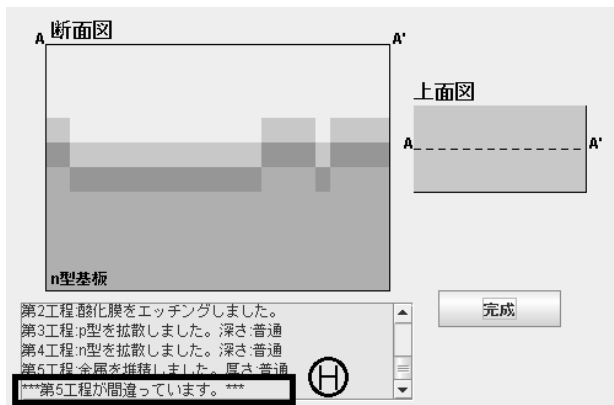 断面図
A
A'
上面図
A
A'
n型基板
第2工程:酸化膜をエッチングしました。
第3工程:p型を拡散しました。深さ:普通
第4工程:n型を拡散しました。深さ:普通
第5工程:金属を堆積しました。厚さ:普通
***第5工程が間違っています。***
H
完成